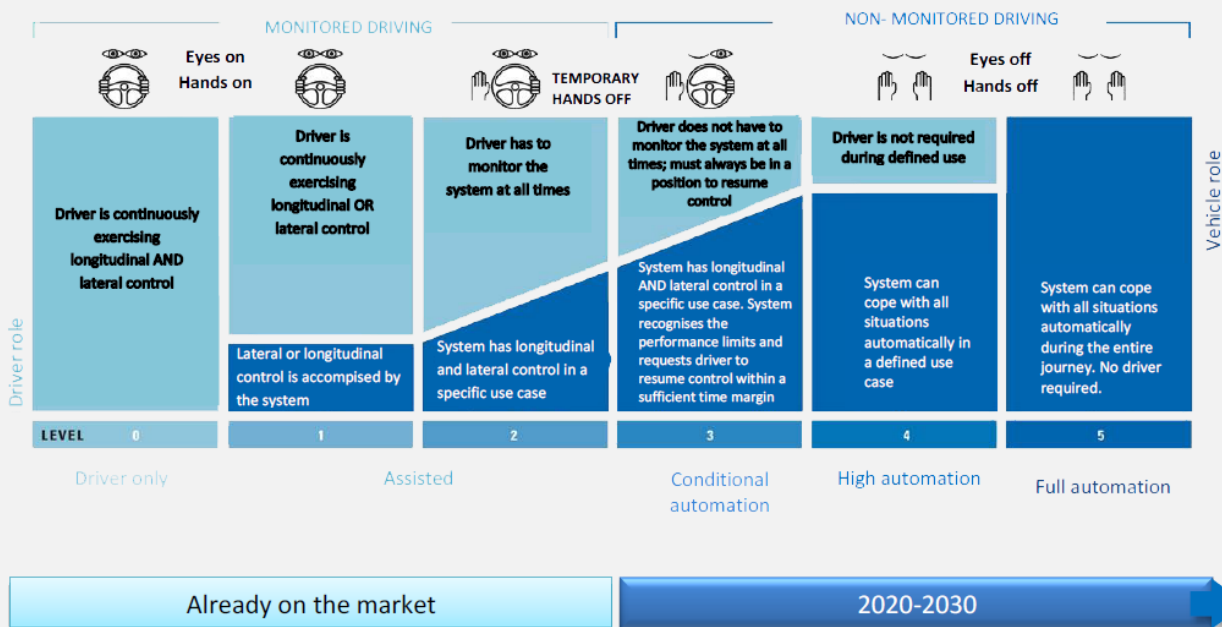 MONITORED DRIVING
NON- MONITORED DRIVING
Eyes on
Hands on
TEMPORARY
HANDS OFF
Eyes off
Hands off
Driver role
Vehicle role
Driver is continuously
exercising
longitudinal AND
lateral control
Driver is
continuously
exercising
longitudinal OR
lateral control
Driver has to
monitor the
system at all times
Driver does not have to
monitor the system at all
times; must always be in a
position to resume
control
Driver is not required
during defined use
Lateral or longitudinal
control is accompised by
the system
System has longitudinal
and lateral control in a
specific use case
System has longitudinal
AND lateral control in a
specific use case. System
recognises the
performance limits and
requests driver to
resume control within a
sufficient time margin
System can
cope with all
situations
automatically in
a defined use
case
System can cope
with all situations
automatically
during the entire
journey. No driver
required.
LEVEL 0 1 2 3 4 5
Driver only
Assisted
Conditional
automation
High automation
Full automation
Already on the market
2020-2030